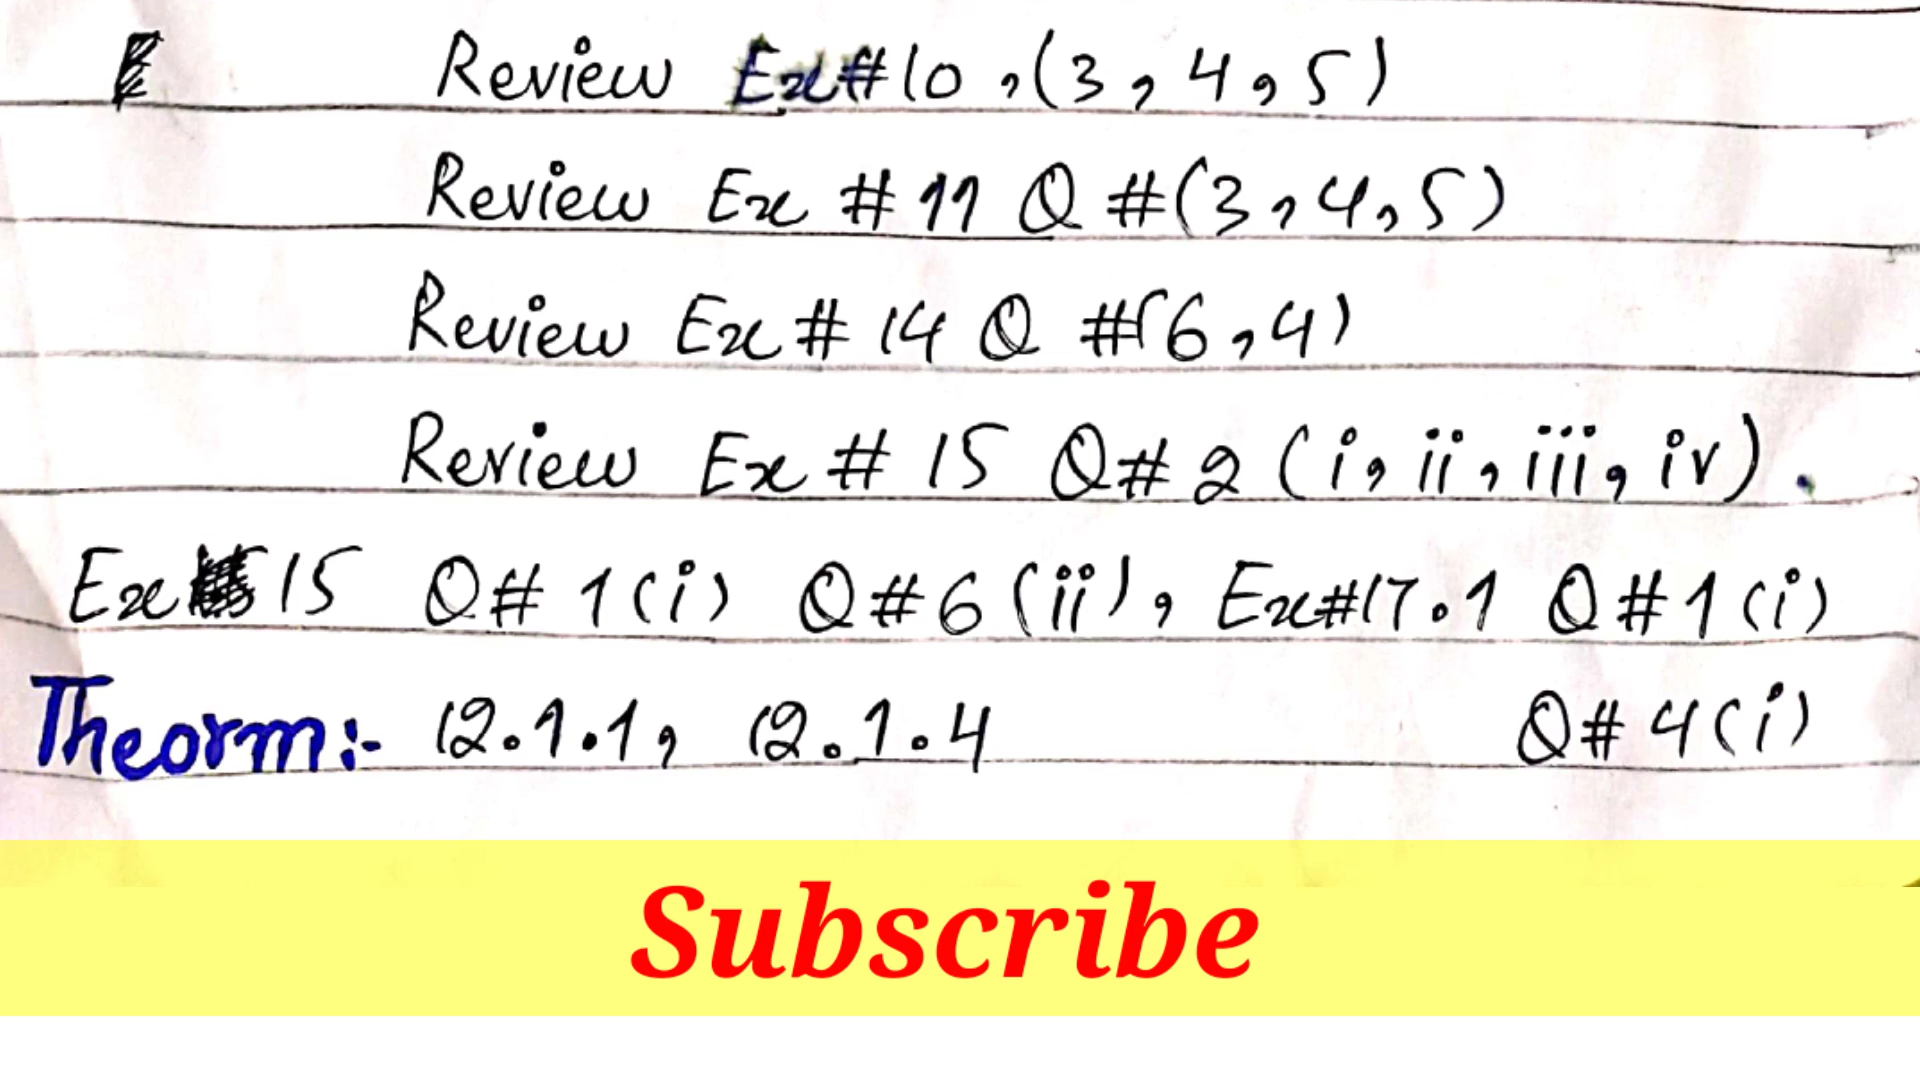 Review Ex#10,(3,4,5)
Review Ex # 11 Q #(3,4,5)
Review Ex# 14 Q #(6,4)
Review Ex # 15 Q# 2 (i, ii, iii, iv).
Ex 15 Q# 1(i) Q#6(ii), Ex#17.1 Q#1(i)
Theorm:- 12.1.1, 12.1.4 Q# 4(i)
Subscribe